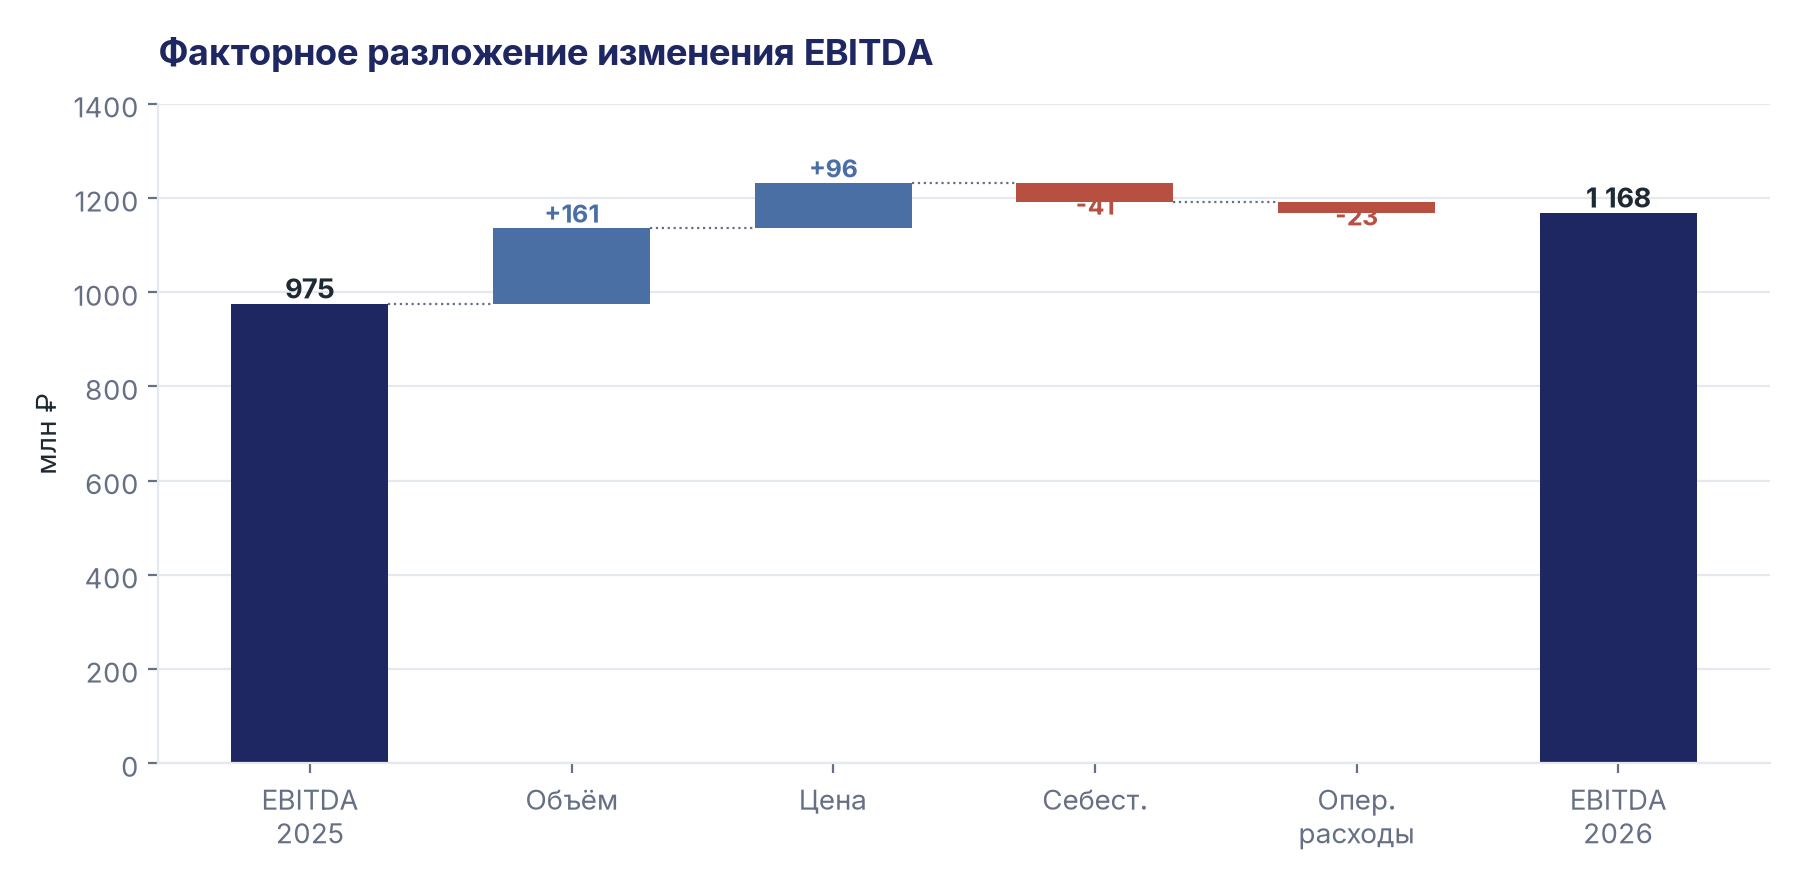 Факторное разложение изменения EBITDA
млн ₽
1400
1200
1000
800
600
400
200
0
975
+161
+96
-41
-23
1 168
EBITDA
2025
Объём
Цена
Себест.
Опер.
расходы
EBITDA
2026